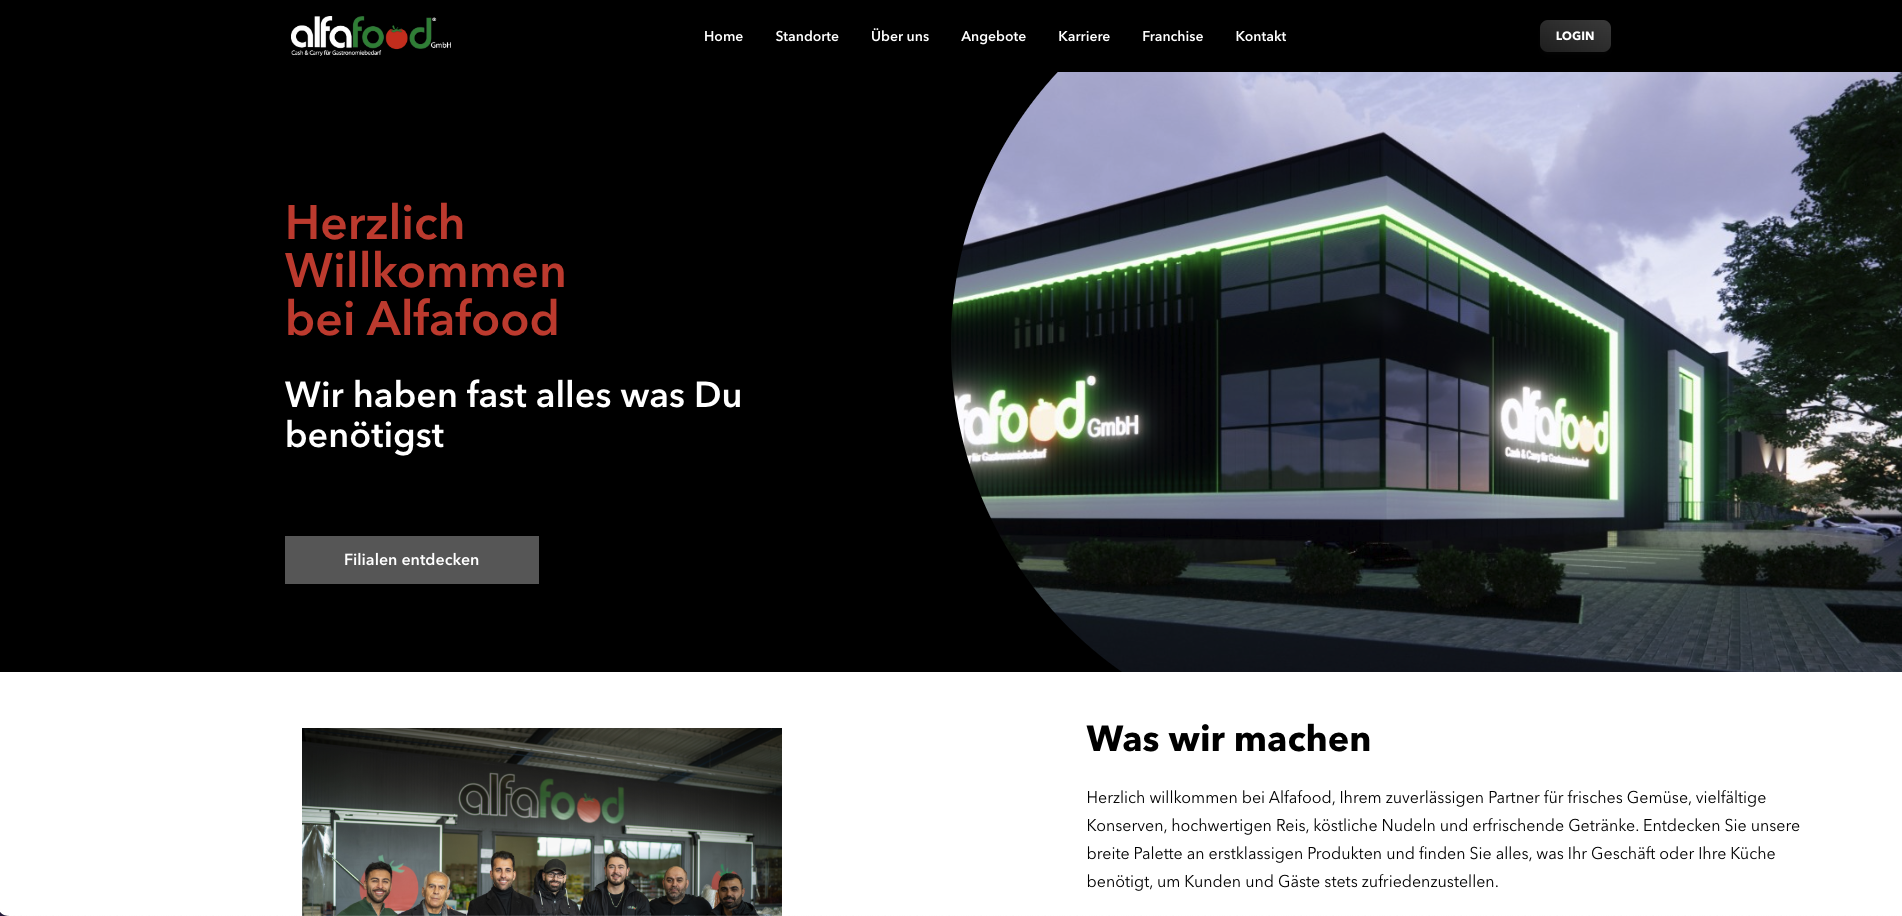 alfafood®
GmbH
Cash & Carry für Gastronomiebedarf
Home
Standorte
Über uns
Angebote
Karriere
Franchise
Kontakt
LOGIN
Herzlich
Willkommen
bei Alfafood
Wir haben fast alles was Du
benötigst
Filialen entdecken
food®
GmbH
für Gastronomiebedarf
alfafood
Cash & Carry für Gastronomiebedarf
alfafood
Was wir machen
Herzlich willkommen bei Alfafood, Ihrem zuverlässigen Partner für frisches Gemüse, vielfältige
Konserven, hochwertigen Reis, köstliche Nudeln und erfrischende Getränke. Entdecken Sie unsere
breite Palette an erstklassigen Produkten und finden Sie alles, was Ihr Geschäft oder Ihre Küche
benötigt, um Kunden und Gäste stets zufriedenzustellen.